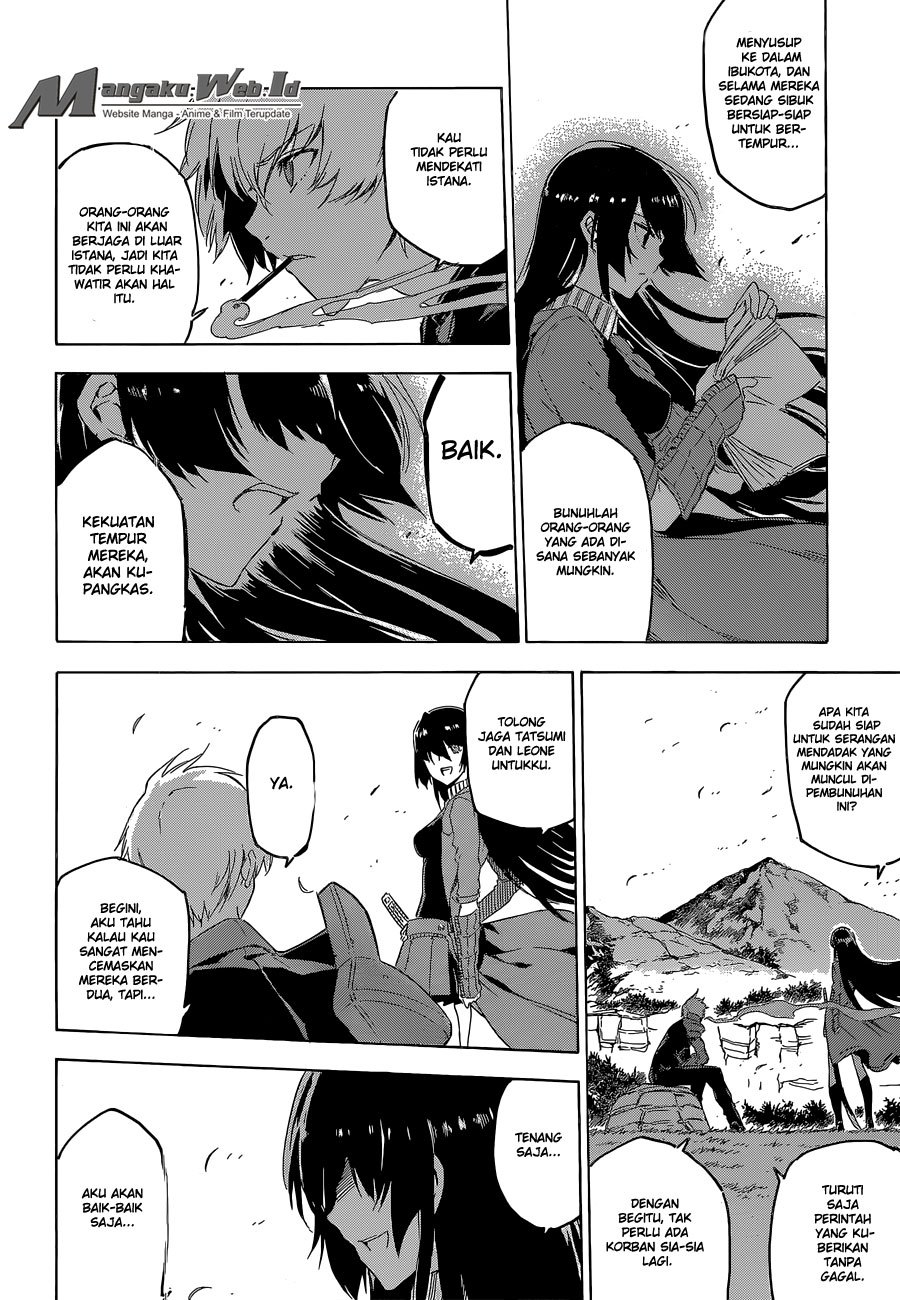 Mangaku.Web.Id
Website Manga - Anime & Film Terupdate
MENYUSUP
KE DALAM
IBUKOTA, DAN
SELAMA MEREKA
SEDANG SIBUK
BERSIAP-SIAP
UNTUK BER-
TEMPUR...
BUNUHLAH
ORANG-ORANG
YANG ADA DI-
SANA SEBANYAK
MUNGKIN.
KAU
TIDAK PERLU
MENDEKATI
ISTANA.
ORANG-ORANG
KITA INI AKAN
BERJAGA DI LUAR
ISTANA, JADI KITA
TIDAK PERLU KHA-
WATIR AKAN HAL
ITU.
BAIK.
KEKUATAN
TEMPUR
MEREKA,
AKAN KU-
PANGKAS.
APA KITA
SUDAH SIAP
UNTUK SERANGAN
MENDADAK YANG
MUNGKIN AKAN
MUNCUL DI-
PEMBUNUHAN
INI?
TURUTI
SAJA
PERINTAH
YANG KU-
BERIKAN
TANPA
GAGAL.
DENGAN
BEGITU, TAK
PERLU ADA
KORBAN SIA-SIA
LAGI.
TOLONG
JAGA TATSUMI
DAN LEONE
UNTUKKU.
YA.
BEGINI,
AKU TAHU
KALAU KAU
SANGAT MEN-
CEMASKAN
MEREKA BER-
DUA, TAPI...
TENANG
SAJA...
AKU AKAN
BAIK-BAIK
SAJA...